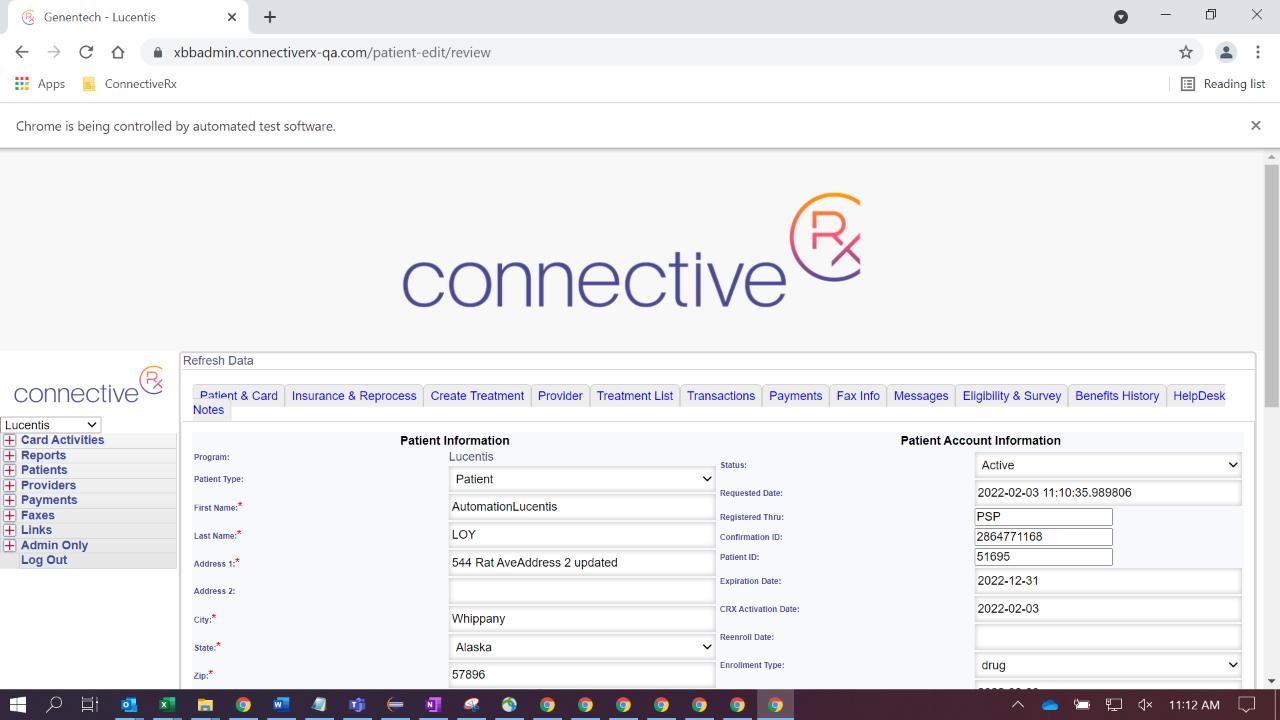 Genentech - Lucentis
xbbadmin.connectiverx-qa.com/patient-edit/review
Apps ConnectiveRx Reading list
Chrome is being controlled by automated test software.
connective Rx
connective Rx
Lucentis
Card Activities
Reports
Patients
Providers
Payments
Faxes
Links
Admin Only
Log Out
Refresh Data
Patient & Card Insurance & Reprocess Create Treatment Provider Treatment List Transactions Payments Fax Info Messages Eligibility & Survey Benefits History HelpDesk
Notes
Patient Information
Program: Lucentis
Patient Type: Patient
First Name:* AutomationLucentis
Last Name:* LOY
Address 1:* 544 Rat AveAddress 2 updated
Address 2:
City:* Whippany
State:* Alaska
Zip:* 57896
Patient Account Information
Status: Active
Requested Date: 2022-02-03 11:10:35.989806
Registered Thru: PSP
Confirmation ID: 2864771168
Patient ID: 51695
Expiration Date: 2022-12-31
CRX Activation Date: 2022-02-03
Reenroll Date:
Enrollment Type: drug
11:12 AM